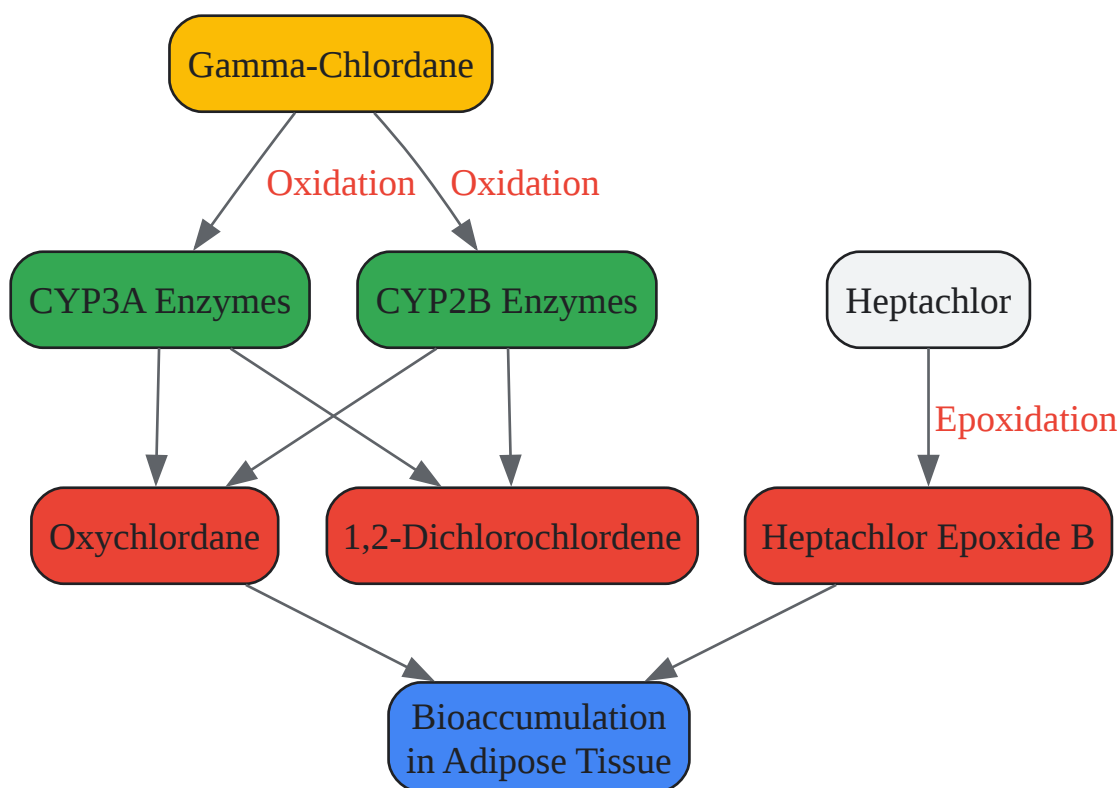 Gamma-Chlordane
Oxidation
Oxidation
CYP3A Enzymes
CYP2B Enzymes
Heptachlor
Epoxidation
Oxychlordane
1,2-Dichlorochlordene
Heptachlor Epoxide B
Bioaccumulation
in Adipose Tissue